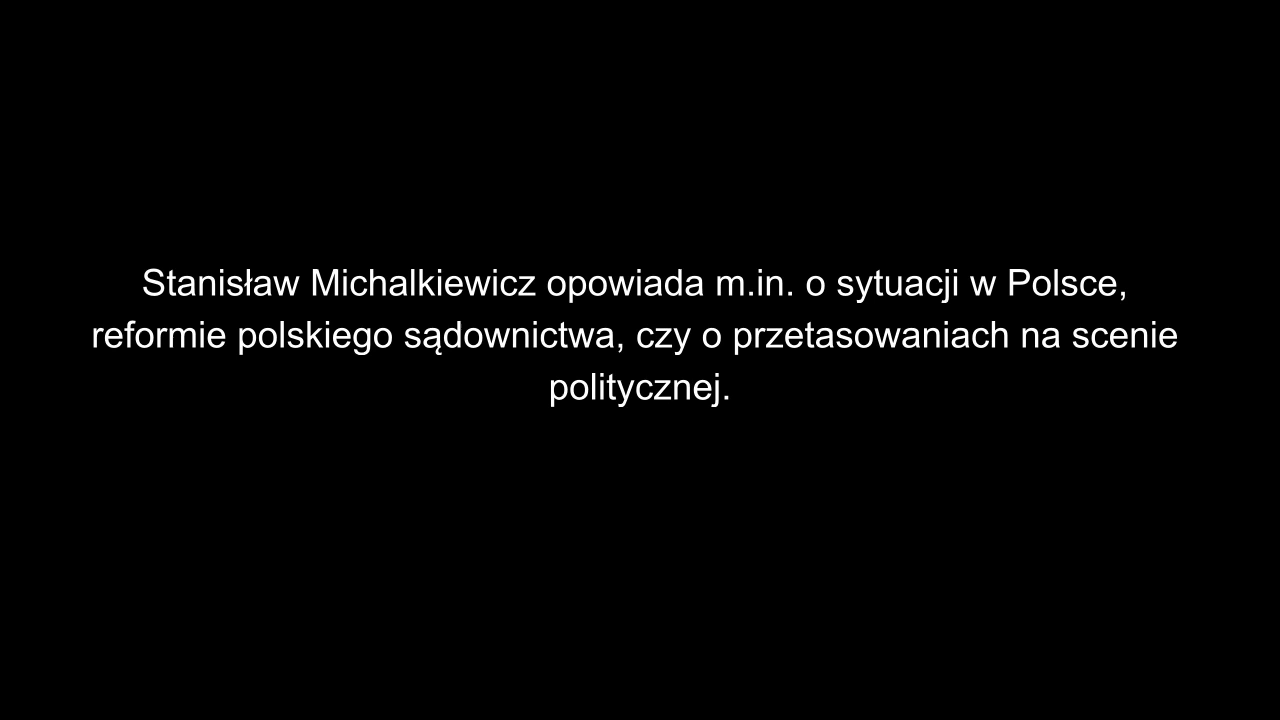 Stanisław Michalkiewicz opowiada m.in. o sytuacji w Polsce,
reformie polskiego sądownictwa, czy o przetasowaniach na scenie
politycznej.